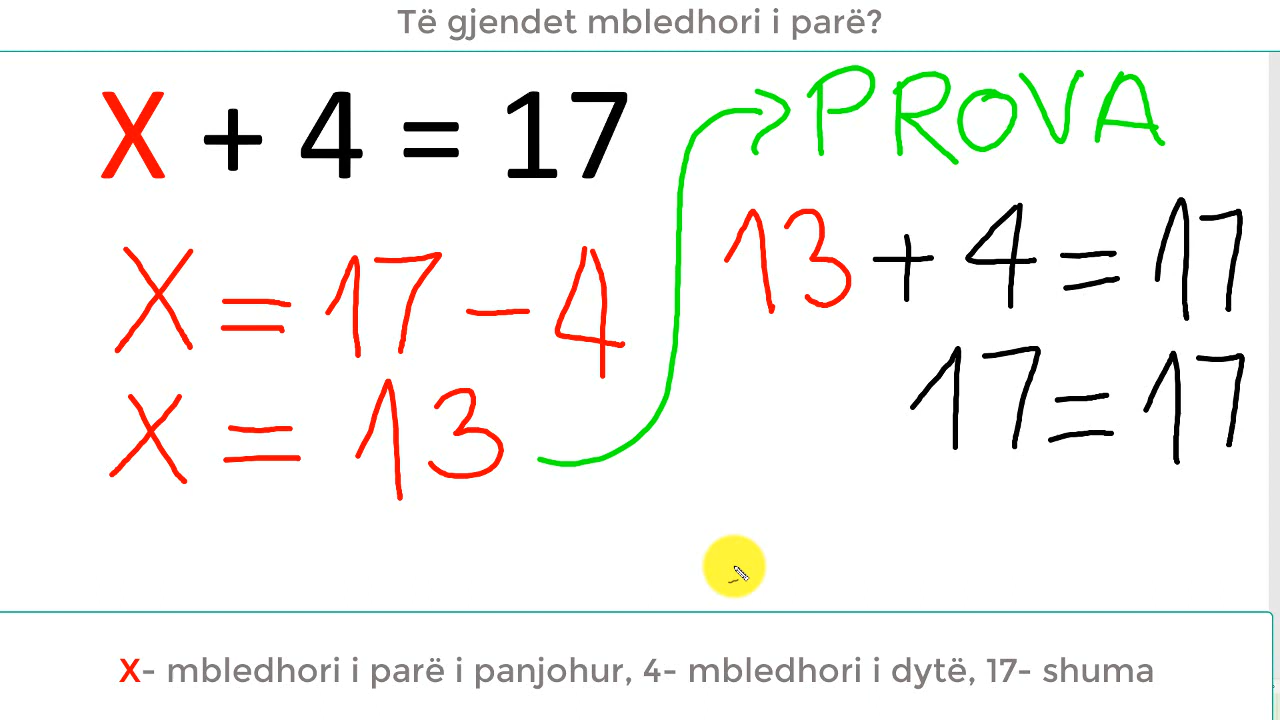 Të gjendet mbledhori i parë?
X + 4 = 17
X = 17 - 4
X = 13
PROVA
13 + 4 = 17
17 = 17
X- mbledhori i parë i panjohur, 4- mbledhori i dytë, 17- shuma